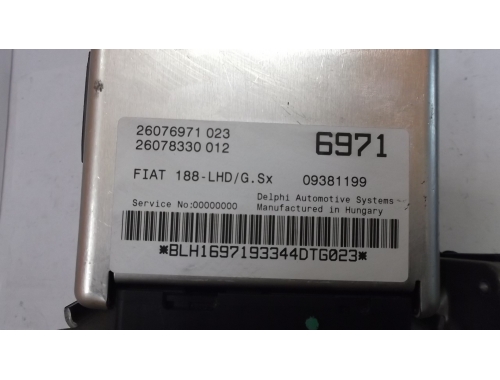 26076971 023
26078330 012
6971
FIAT 188-LHD/G.Sx 09381199
Service No:00000000
Delphi Automotive Systems
Manufactured in Hungary
*BLH1697193344DTG023*